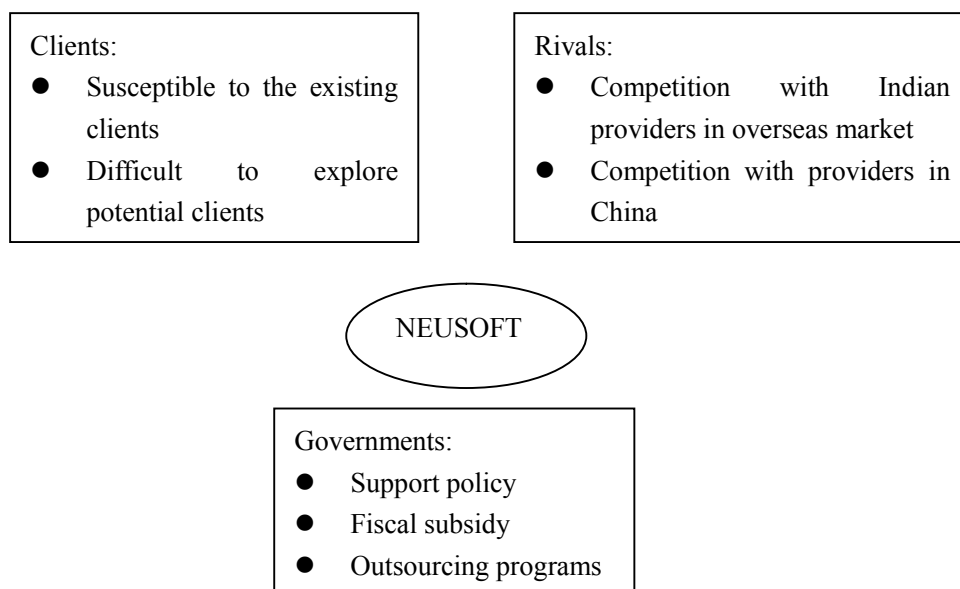 Clients:
● Susceptible to the existing
clients
● Difficult to explore
potential clients
Rivals:
● Competition with Indian
providers in overseas market
● Competition with providers in
China
NEUSOFT
Governments:
● Support policy
● Fiscal subsidy
● Outsourcing programs